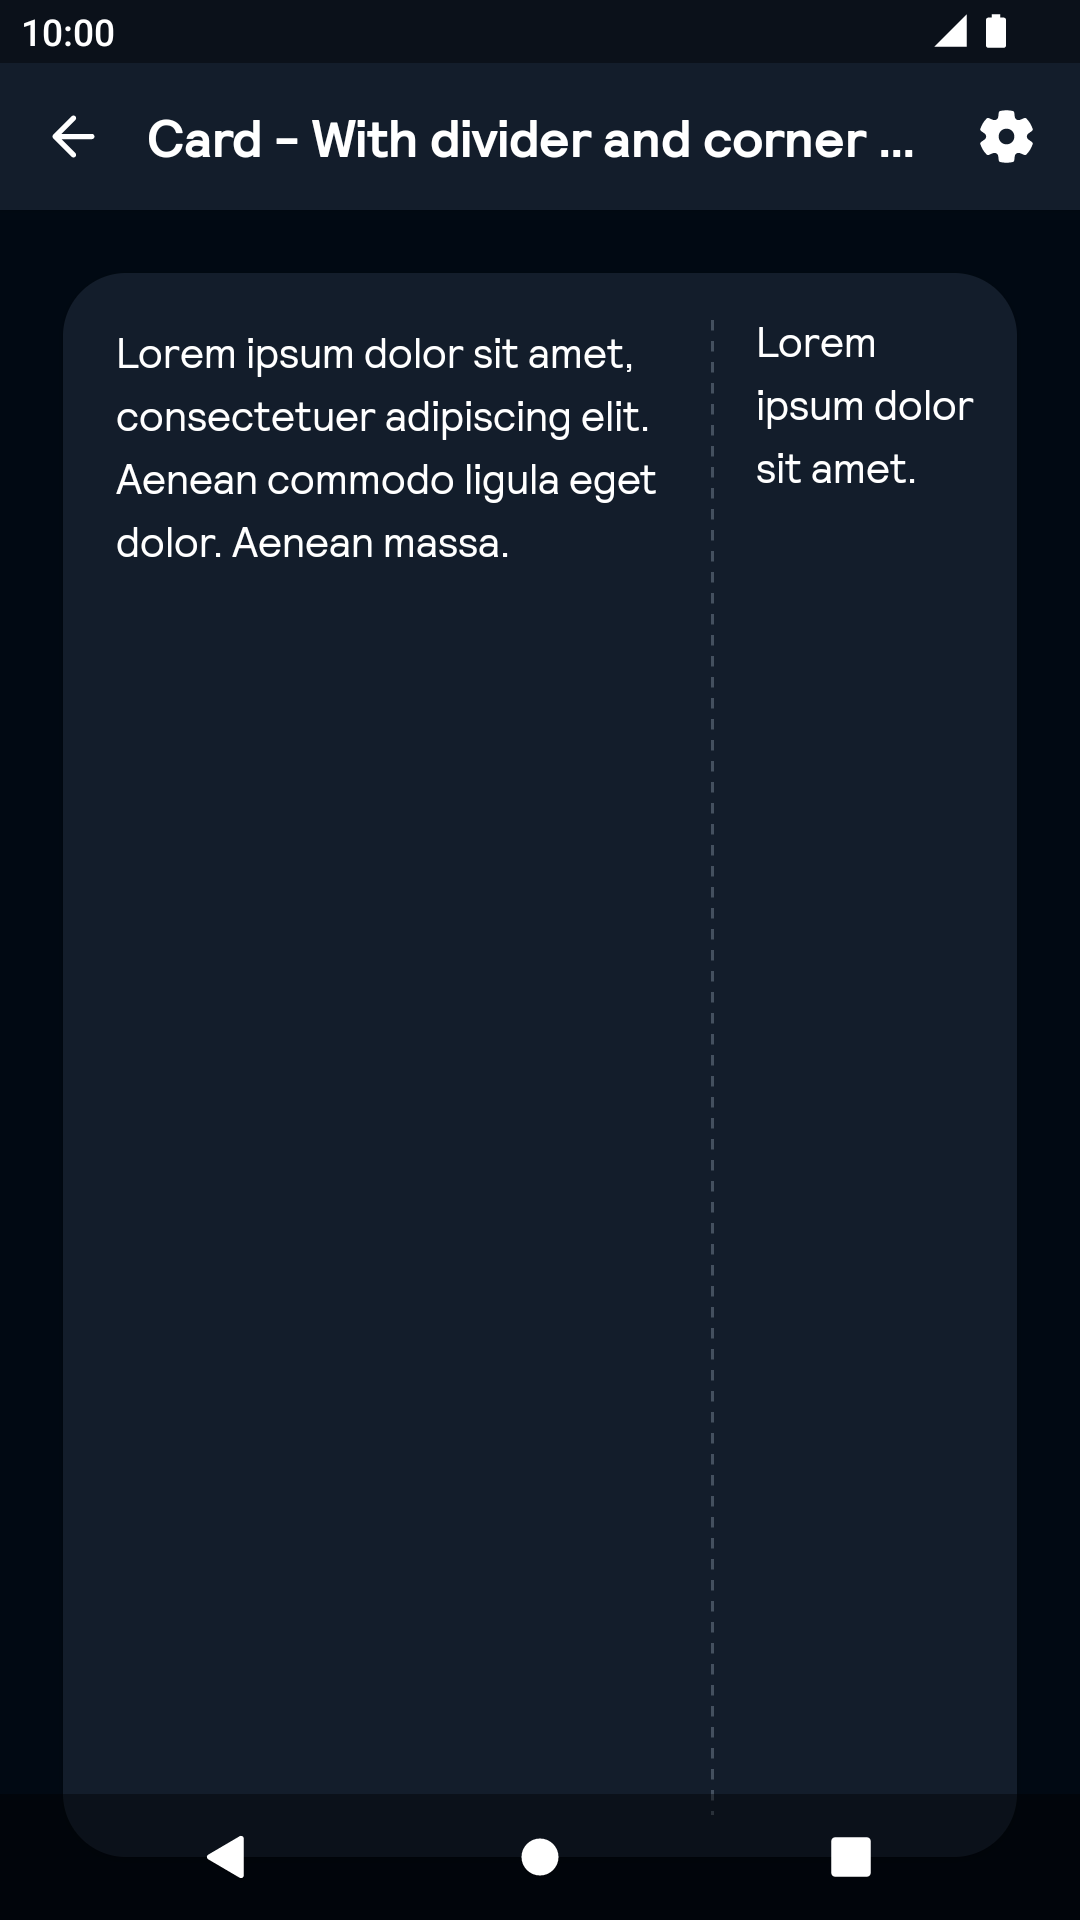 10:00
Card - With divider and corner ...
Lorem ipsum dolor sit amet,
consectetuer adipiscing elit.
Aenean commodo ligula eget
dolor. Aenean massa.
Lorem
ipsum dolor
sit amet.